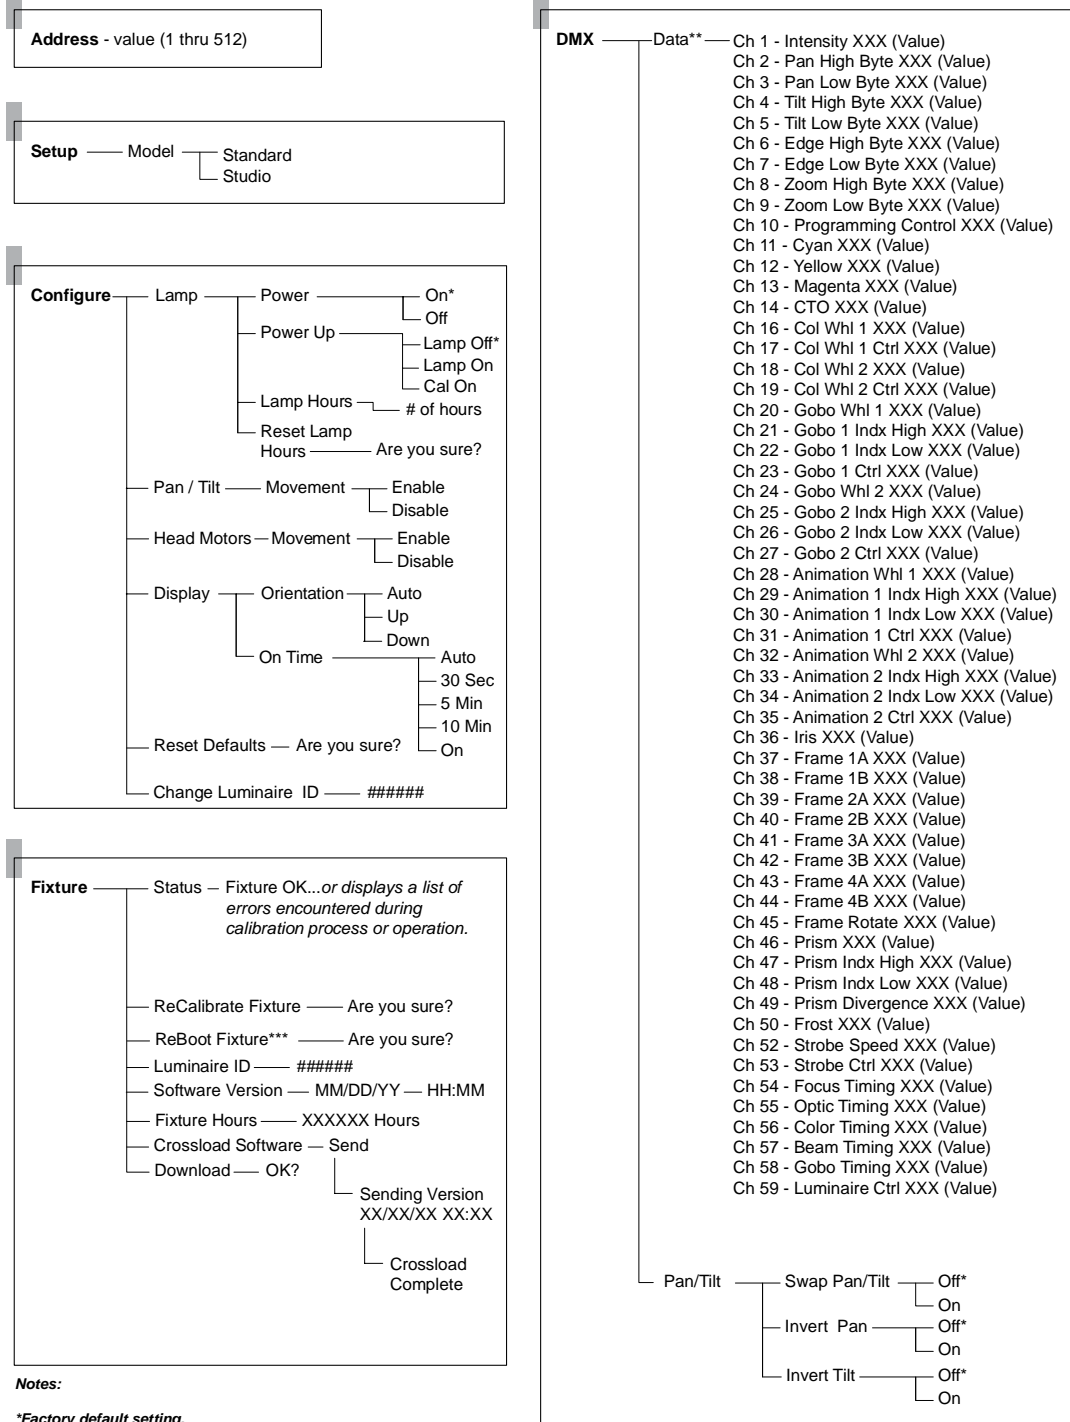 Address - value (1 thru 512)
Setup Model Standard
Studio
Configure Lamp Power On*
Off
Power Up
Lamp Off*
Lamp On
Cal On
Lamp Hours # of hours
Reset Lamp
Hours Are you sure?
Pan / Tilt Movement Enable
Disable
Head Motors Movement Enable
Disable
Display Orientation Auto
Up
Down
On Time Auto
30 Sec
5 Min
10 Min
On
Reset Defaults Are you sure?
Change Luminaire ID ######
Fixture Status Fixture OK...or displays a list of
errors encountered during
calibration process or operation.
ReCalibrate Fixture Are you sure?
ReBoot Fixture*** Are you sure?
Luminaire ID ######
Software Version MM/DD/YY HH:MM
Fixture Hours XXXXXX Hours
Crossload Software Send
Download OK?
Sending Version
XX/XX/XX XX:XX
Crossload
Complete
Notes:
*Factory default setting.
DMX Data** Ch 1 - Intensity XXX (Value)
Ch 2 - Pan High Byte XXX (Value)
Ch 3 - Pan Low Byte XXX (Value)
Ch 4 - Tilt High Byte XXX (Value)
Ch 5 - Tilt Low Byte XXX (Value)
Ch 6 - Edge High Byte XXX (Value)
Ch 7 - Edge Low Byte XXX (Value)
Ch 8 - Zoom High Byte XXX (Value)
Ch 9 - Zoom Low Byte XXX (Value)
Ch 10 - Programming Control XXX (Value)
Ch 11 - Cyan XXX (Value)
Ch 12 - Yellow XXX (Value)
Ch 13 - Magenta XXX (Value)
Ch 14 - CTO XXX (Value)
Ch 16 - Col Whl 1 XXX (Value)
Ch 17 - Col Whl 1 Ctrl XXX (Value)
Ch 18 - Col Whl 2 XXX (Value)
Ch 19 - Col Whl 2 Ctrl XXX (Value)
Ch 20 - Gobo Whl 1 XXX (Value)
Ch 21 - Gobo 1 Indx High XXX (Value)
Ch 22 - Gobo 1 Indx Low XXX (Value)
Ch 23 - Gobo 1 Ctrl XXX (Value)
Ch 24 - Gobo Whl 2 XXX (Value)
Ch 25 - Gobo 2 Indx High XXX (Value)
Ch 26 - Gobo 2 Indx Low XXX (Value)
Ch 27 - Gobo 2 Ctrl XXX (Value)
Ch 28 - Animation Whl 1 XXX (Value)
Ch 29 - Animation 1 Indx High XXX (Value)
Ch 30 - Animation 1 Indx Low XXX (Value)
Ch 31 - Animation 1 Ctrl XXX (Value)
Ch 32 - Animation Whl 2 XXX (Value)
Ch 33 - Animation 2 Indx High XXX (Value)
Ch 34 - Animation 2 Indx Low XXX (Value)
Ch 35 - Animation 2 Ctrl XXX (Value)
Ch 36 - Iris XXX (Value)
Ch 37 - Frame 1A XXX (Value)
Ch 38 - Frame 1B XXX (Value)
Ch 39 - Frame 2A XXX (Value)
Ch 40 - Frame 2B XXX (Value)
Ch 41 - Frame 3A XXX (Value)
Ch 42 - Frame 3B XXX (Value)
Ch 43 - Frame 4A XXX (Value)
Ch 44 - Frame 4B XXX (Value)
Ch 45 - Frame Rotate XXX (Value)
Ch 46 - Prism XXX (Value)
Ch 47 - Prism Indx High XXX (Value)
Ch 48 - Prism Indx Low XXX (Value)
Ch 49 - Prism Divergence XXX (Value)
Ch 50 - Frost XXX (Value)
Ch 52 - Strobe Speed XXX (Value)
Ch 53 - Strobe Ctrl XXX (Value)
Ch 54 - Focus Timing XXX (Value)
Ch 55 - Optic Timing XXX (Value)
Ch 56 - Color Timing XXX (Value)
Ch 57 - Beam Timing XXX (Value)
Ch 58 - Gobo Timing XXX (Value)
Ch 59 - Luminaire Ctrl XXX (Value)
Pan/Tilt Swap Pan/Tilt Off*
On
Invert Pan Off*
On
Invert Tilt Off*
On